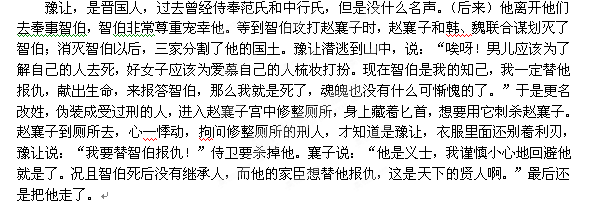 豫让，是晋国人，过去曾经侍奉范氏和中行氏，但是没什么名声。（后来）他离开他们
去奉事智伯，智伯非常尊重宠幸他。等到智伯攻打赵襄子时，赵襄子和韩、魏联合谋划灭了
智伯；消灭智伯以后，三家分割了他的国土。豫让潜逃到山中，说：“唉呀！男儿应该为了
解自己的人去死，好女子应该为爱慕自己的人梳妆打扮。现在智伯是我的知己，我一定替他
报仇，献出生命，来报答智伯，那么我就是死了，魂魄也没有什么可惭愧的了。”于是更名
改姓，伪装成受过刑的人，进入赵襄子宫中修整厕所，身上藏着匕首，想要用它刺杀赵襄子。
赵襄子到厕所去，心一悸动，拘问修整厕所的刑人，才知道是豫让，衣服里面还别着利刃，
豫让说：“我要替智伯报仇！”侍卫要杀掉他。襄子说：“他是义士，我谨慎小心地回避他
就是了。况且智伯死后没有继承人，而他的家臣想替他报仇，这是天下的贤人啊。”最后还
是把他走了。